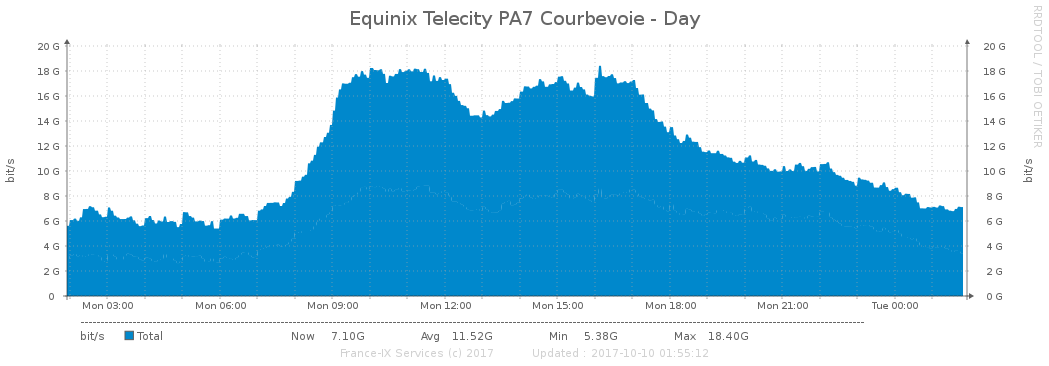 Equinix Telecity PA7 Courbevoie - Day
RRDTOOL / TOBI OETIKER
20 G 20 G
18 G 18 G
16 G 16 G
14 G 14 G
12 G 12 G
10 G 10 G
8 G 8 G
6 G 6 G
4 G 4 G
2 G 2 G
0 0 G
bit/s bit/s
Mon 03:00 Mon 06:00 Mon 09:00 Mon 12:00 Mon 15:00 Mon 18:00 Mon 21:00 Tue 00:00
bit/s Total Now 7.10G Avg 11.52G Min 5.38G Max 18.40G
France-IX Services (c) 2017 Updated : 2017-10-10 01:55:12